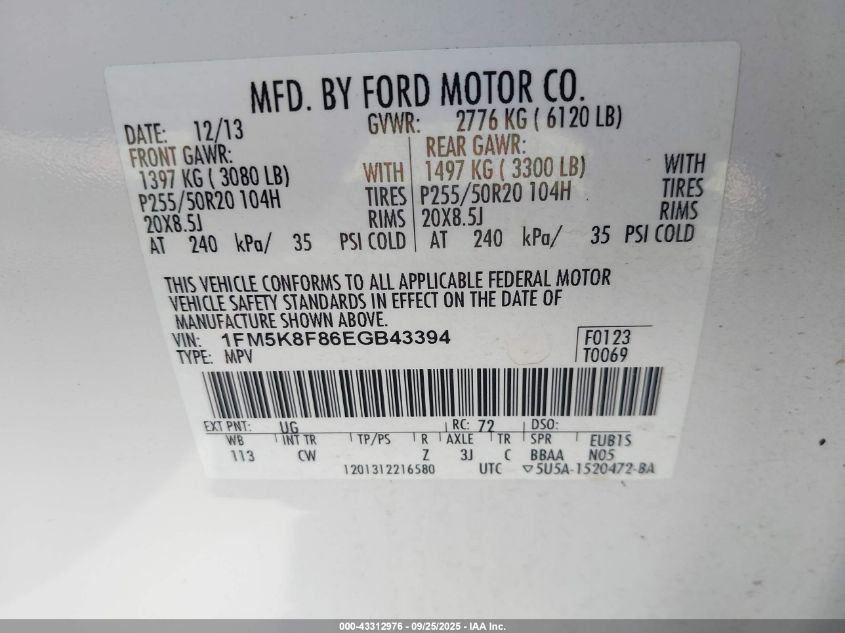 MFD. BY FORD MOTOR CO.
DATE: 12/13 GVWR: 2776 KG ( 6120 LB)
FRONT GAWR: REAR GAWR:
1397 KG ( 3080 LB) WITH 1497 KG ( 3300 LB) WITH
P255/50R20 104H TIRES P255/50R20 104H TIRES
20X8.5J RIMS 20X8.5J RIMS
AT 240 kPa/ 35 PSI COLD AT 240 kPa/ 35 PSI COLD
THIS VEHICLE CONFORMS TO ALL APPLICABLE FEDERAL MOTOR
VEHICLE SAFETY STANDARDS IN EFFECT ON THE DATE OF
MANUFACTURE SHOWN ABOVE.
VIN: 1FM5K8F86EGB43394 F0123
TYPE: MPV T0069
EXT PNT: UG RC: 72 DSO:
WB INT TR TP/PS R AXLE TR SPR EUB1S
113 CW Z 3J C BBAA N05
1201312216580 UTC ▽5U5A-1520472-BA
000-43312976 - 09/25/2025 - IAA Inc.